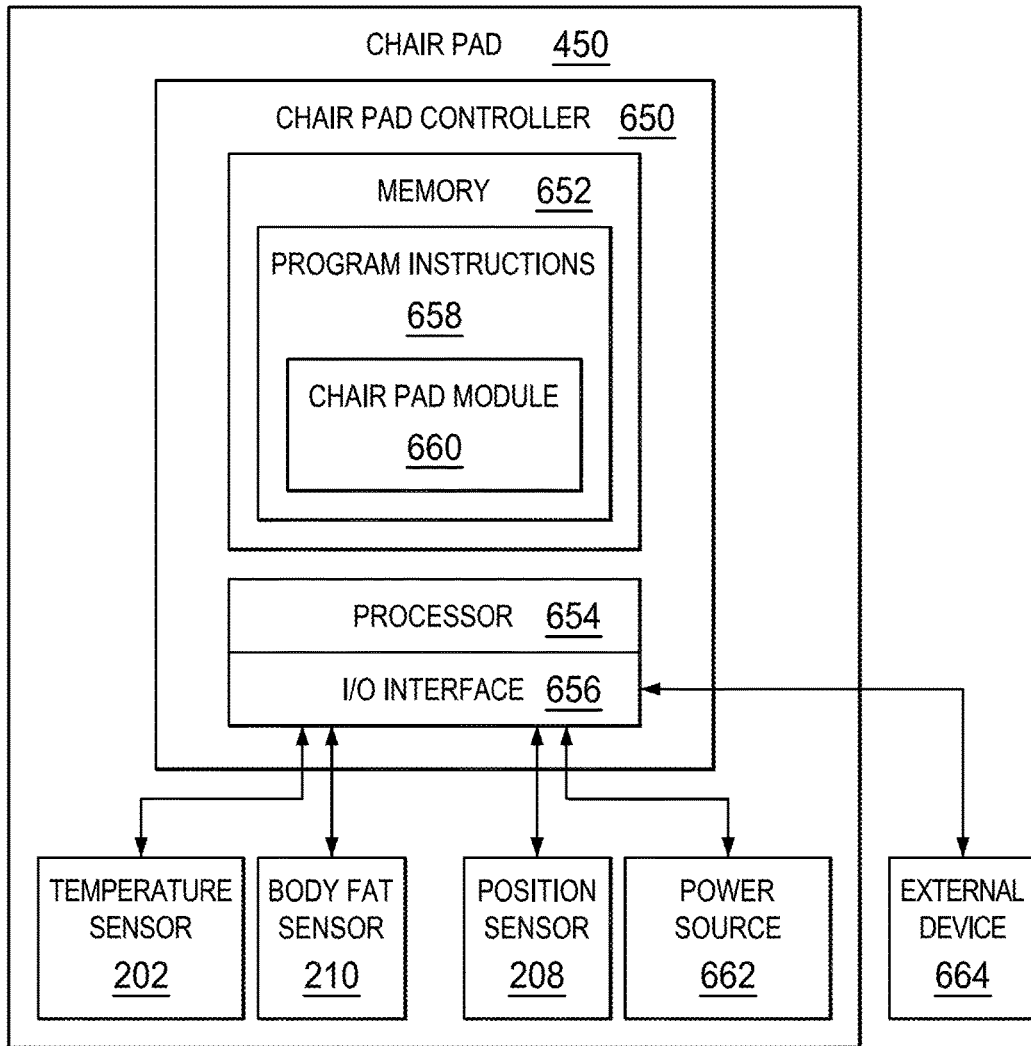 CHAIR PAD 450
CHAIR PAD CONTROLLER 650
MEMORY 652
PROGRAM INSTRUCTIONS
658
CHAIR PAD MODULE
660
PROCESSOR 654
I/O INTERFACE 656
TEMPERATURE
SENSOR
202
BODY FAT
SENSOR
210
POSITION
SENSOR
208
POWER
SOURCE
662
EXTERNAL
DEVICE
664